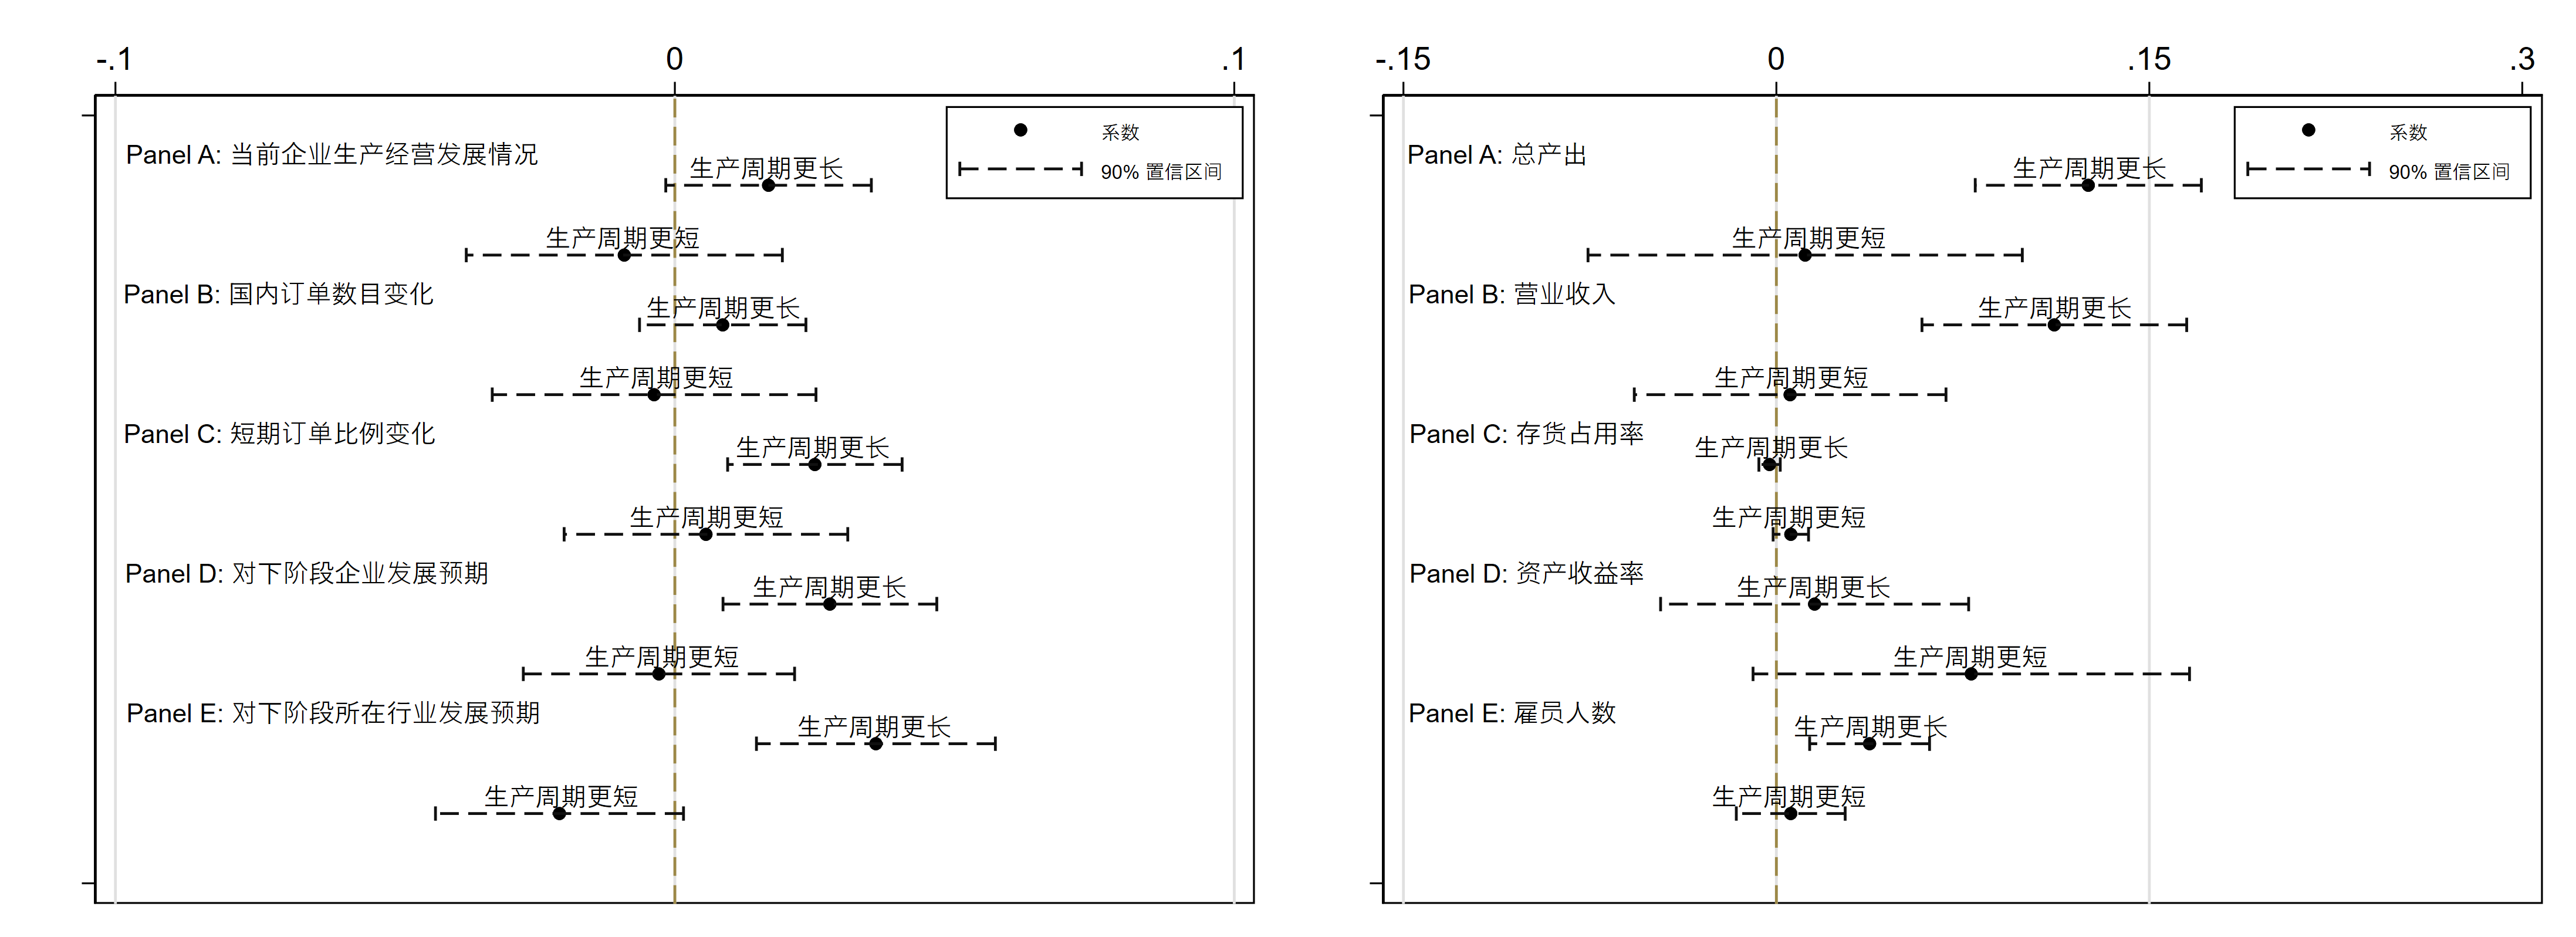 -.1 0 .1
系数
90% 置信区间
Panel A: 当前企业生产经营发展情况
生产周期更长
生产周期更短
Panel B: 国内订单数目变化
生产周期更长
生产周期更短
Panel C: 短期订单比例变化
生产周期更长
生产周期更短
Panel D: 对下阶段企业发展预期
生产周期更长
生产周期更短
Panel E: 对下阶段所在行业发展预期
生产周期更长
生产周期更短
-.15 0 .15 .3
系数
90% 置信区间
Panel A: 总产出
生产周期更长
生产周期更短
Panel B: 营业收入
生产周期更长
生产周期更短
Panel C: 存货占用率
生产周期更长
生产周期更短
Panel D: 资产收益率
生产周期更长
生产周期更短
Panel E: 雇员人数
生产周期更长
生产周期更短